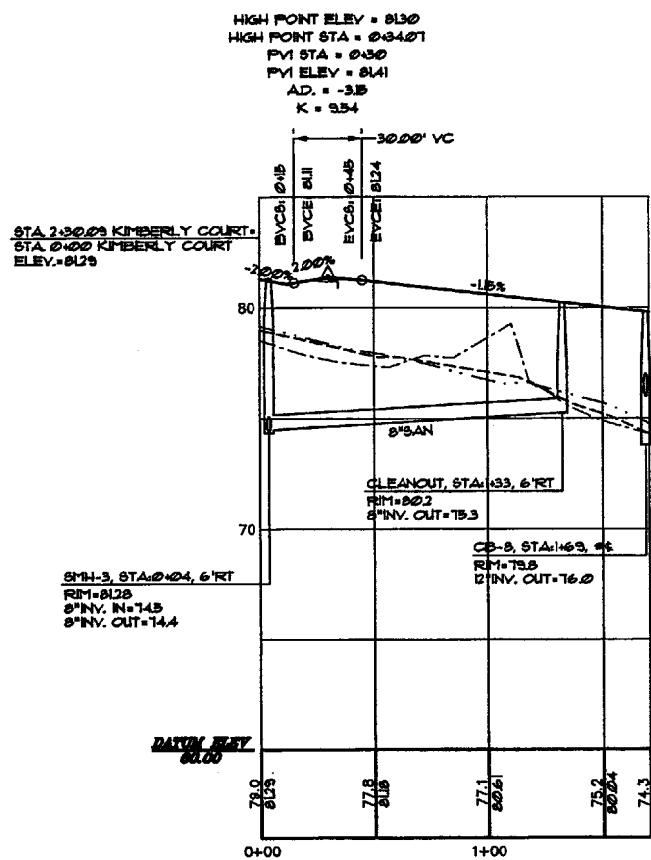 HIGH POINT ELEV = 81.30
HIGH POINT STA = 0+34.07
PVI STA = 0+30
PVI ELEV = 81.41
A.D. = -3.15
K = 9.54
30.00' VC
BVCS: 0+15
BVCE: 81.11
EVCS: 0+45
EVCE: 81.24
STA. 2+30.09 KIMBERLY COURT=
STA. 0+00 KIMBERLY COURT
ELEV.=81.29
-2.00%
2.00%
-1.15%
80
8"SAN
CLEANOUT, STA:1+33, 6'RT
RIM=80.2
8"INV. OUT=75.3
70
CB-8, STA:1+69,
RIM=79.8
12"INV. OUT=76.0
SMH-3, STA:0+04, 6'RT
RIM=81.28
8"INV. IN=74.5
8"INV. OUT=74.4
DATUM ELEV
60.00
79.0
81.29
77.8
81.18
77.1
80.61
75.2
80.04
74.3
0+00
1+00